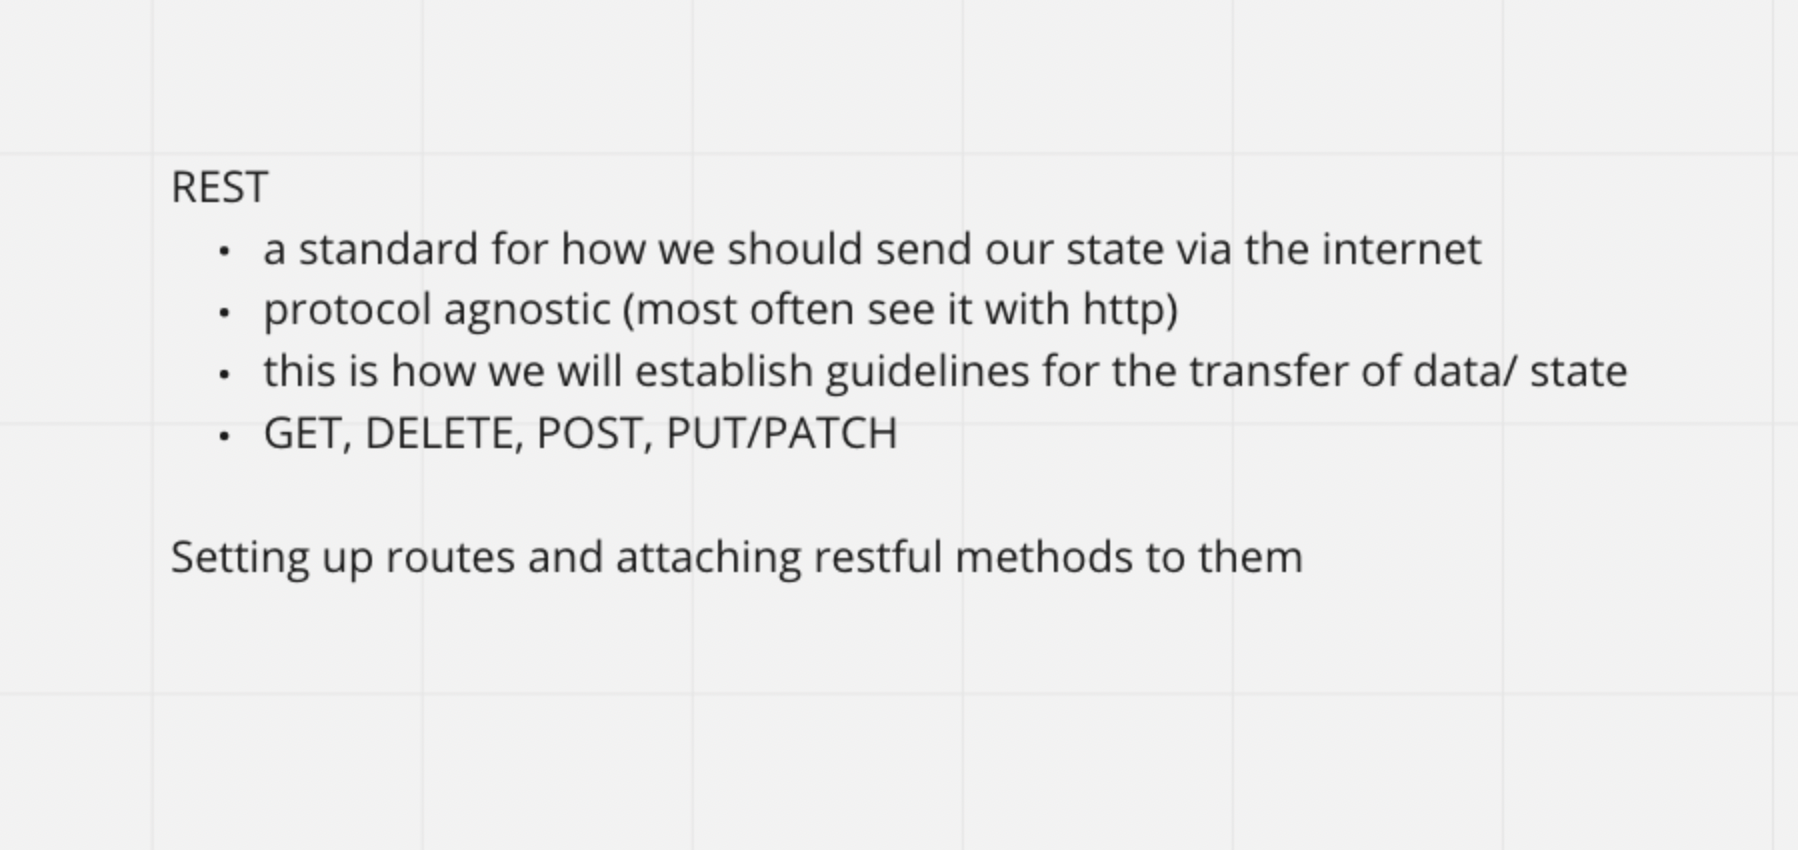 REST
• a standard for how we should send our state via the internet
• protocol agnostic (most often see it with http)
• this is how we will establish guidelines for the transfer of data/ state
• GET, DELETE, POST, PUT/PATCH
Setting up routes and attaching restful methods to them